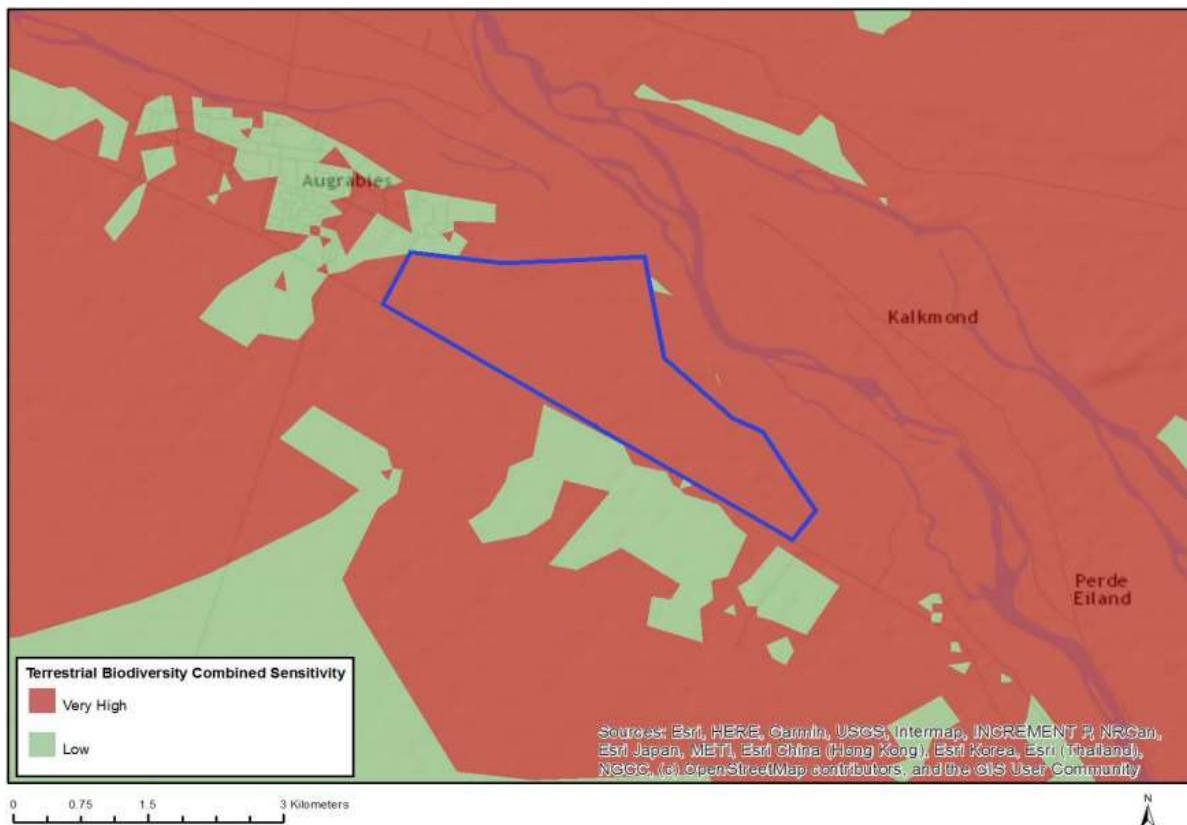 Augrabies
Kalkmond
Perde
Eiland
Terrestrial Biodiversity Combined Sensitivity
Very High
Low
Sources: Esri, HERE, Garmin, USGS, Intermap, INCREMENT P, NRCan,
Esri Japan, METI, Esri China (Hong Kong), Esri Korea, Esri (Thailand),
NGCC, (c) OpenStreetMap contributors, and the GIS User Community
0 0.75 1.5 3 Kilometers
N